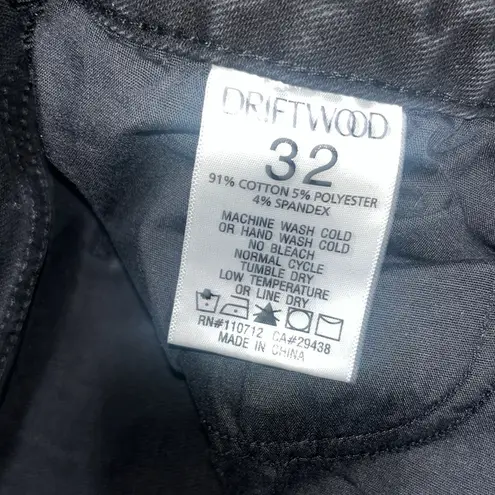 DRIFTWOOD
32
91% COTTON 5% POLYESTER
4% SPANDEX
MACHINE WASH COLD
OR HAND WASH COLD
NO BLEACH
NORMAL CYCLE
TUMBLE DRY
LOW TEMPERATURE
OR LINE DRY
RN#110712 CA#29438
MADE IN CHINA